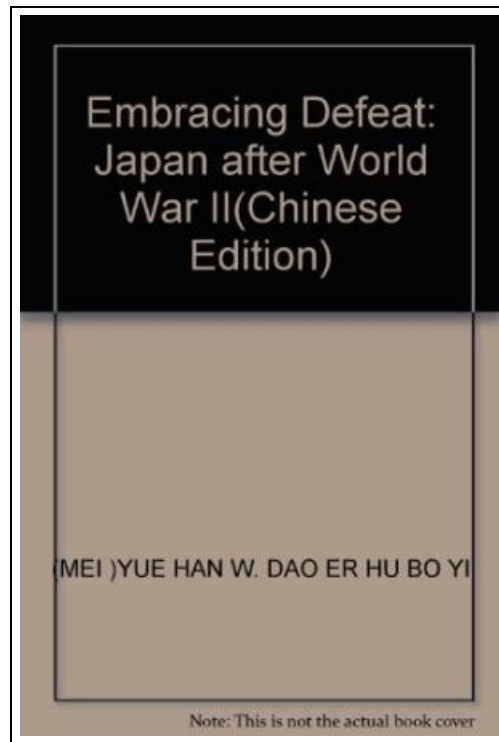 Embracing Defeat:
Japan after World
War II(Chinese
Edition)
(MEI )YUE HAN W. DAO ER HU BO YI
Note: This is not the actual book cover